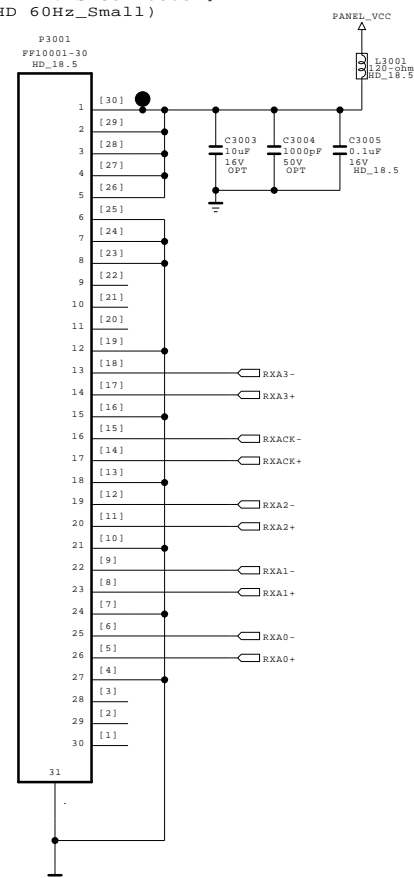 HD 60Hz_Small)
PANEL_VCC
P3001
FF10001-30
HD_18.5
L3001
120-ohm
HD_18.5
1 [30]
2 [29]
3 [28]
4 [27]
5 [26]
6 [25]
7 [24]
8 [23]
9 [22]
10 [21]
11 [20]
12 [19]
13 [18] RXA3-
14 [17] RXA3+
15 [16]
16 [15] RXACK-
17 [14] RXACK+
18 [13]
19 [12] RXA2-
20 [11] RXA2+
21 [10]
22 [9] RXA1-
23 [8] RXA1+
24 [7]
25 [6] RXA0-
26 [5] RXA0+
27 [4]
28 [3]
29 [2]
30 [1]
31
C3003
10uF
16V
OPT
C3004
1000pF
50V
OPT
C3005
0.1uF
16V
HD_18.5